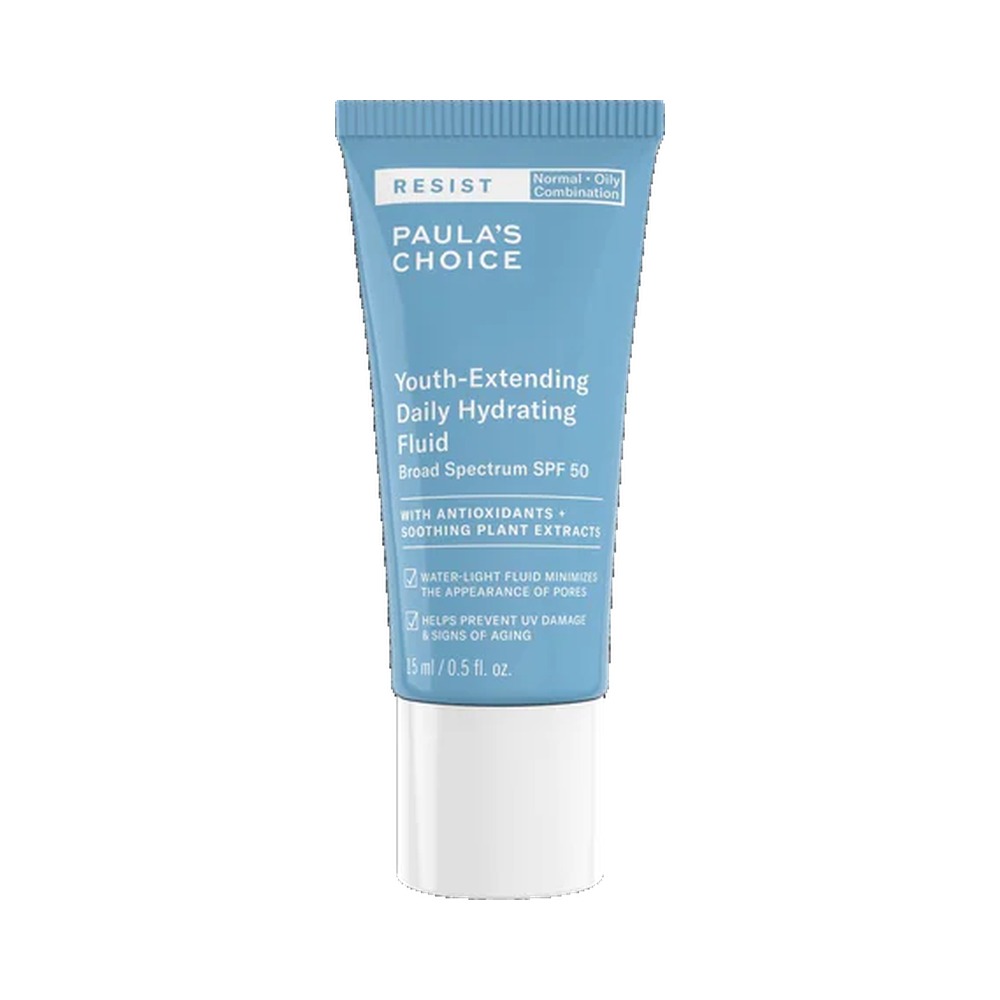 RESIST
Normal • Oily
Combination
PAULA'S
CHOICE
Youth-Extending
Daily Hydrating
Fluid
Broad Spectrum SPF 50
WITH ANTIOXIDANTS +
SOOTHING PLANT EXTRACTS
WATER-LIGHT FLUID MINIMIZES
THE APPEARANCE OF PORES
HELPS PREVENT UV DAMAGE
& SIGNS OF AGING
15 ml / 0.5 fl. oz.